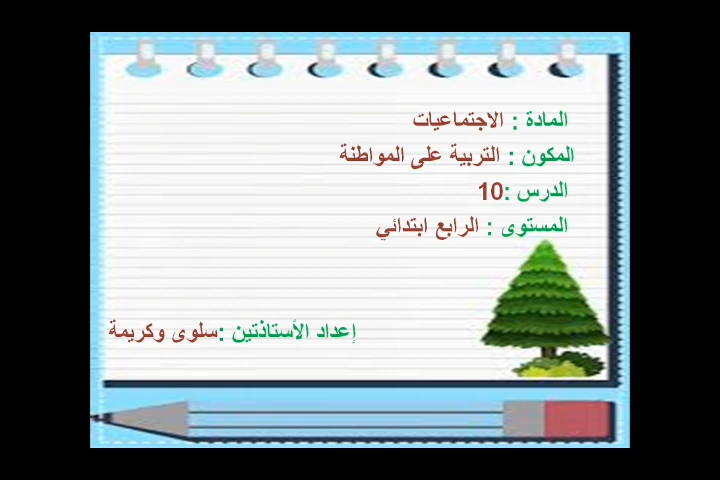 المادة : الاجتماعيات
المكون : التربية على المواطنة
الدرس :10
المستوى : الرابع ابتدائي
إعداد الأستاذتين :سلوى وكريمة